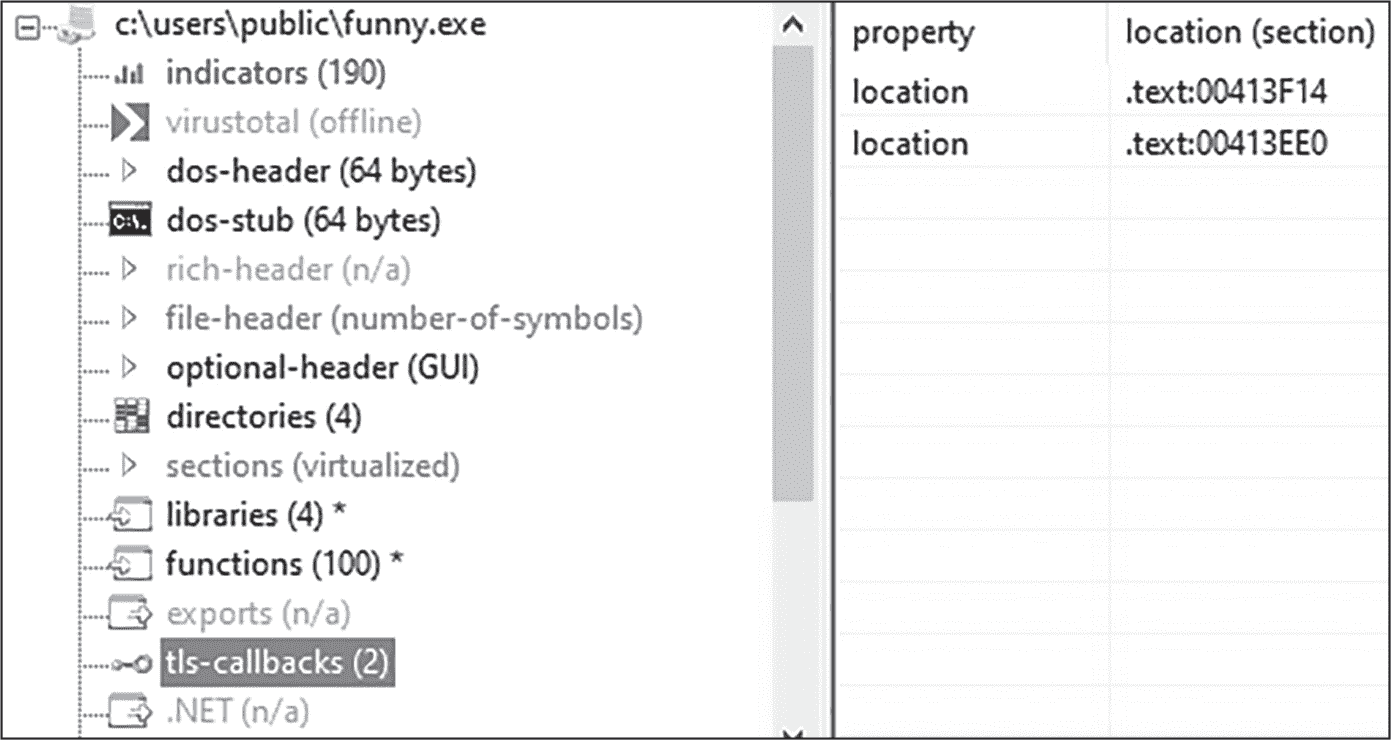 c:\users\public\funny.exe
indicators (190)
virustotal (offline)
dos-header (64 bytes)
C:\.
dos-stub (64 bytes)
rich-header (n/a)
file-header (number-of-symbols)
optional-header (GUI)
directories (4)
sections (virtualized)
libraries (4) *
functions (100) *
exports (n/a)
tls-callbacks (2)
.NET (n/a)
property location (section)
location .text:00413F14
location .text:00413EE0